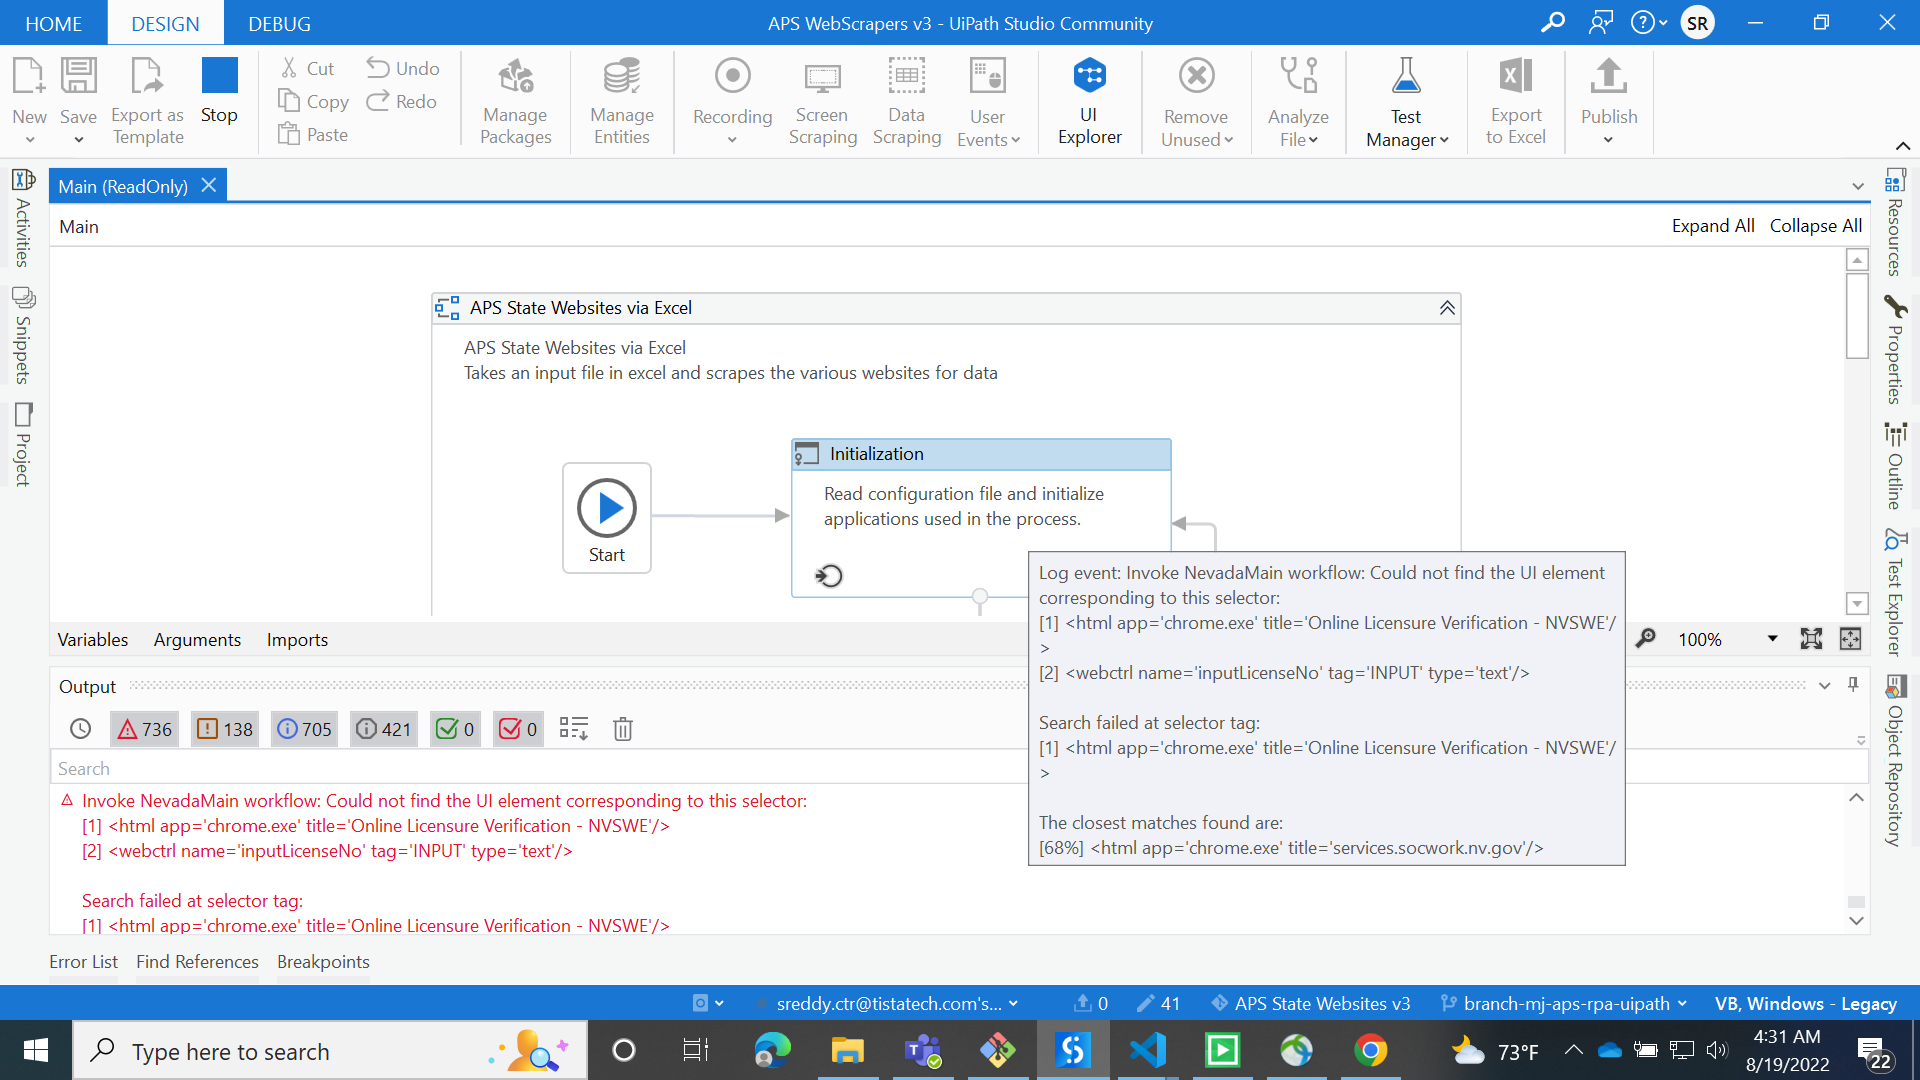 HOME
DESIGN
DEBUG
APS WebScrapers v3 - UiPath Studio Community
SR
New
Save
Export as
Template
Stop
Cut
Copy
Paste
Undo
Redo
Manage
Packages
Manage
Entities
Recording
Screen
Scraping
Data
Scraping
User
Events
UI
Explorer
Remove
Unused
Analyze
File
Test
Manager
Export
to Excel
Publish
Main (ReadOnly)
Main
Expand All
Collapse All
Activities
Snippets
Project
Resources
Properties
Outline
Test Explorer
Object Repository
APS State Websites via Excel
APS State Websites via Excel
Takes an input file in excel and scrapes the various websites for data
Start
Initialization
Read configuration file and initialize
applications used in the process.
Log event: Invoke NevadaMain workflow: Could not find the UI element
corresponding to this selector:
[1] <html app='chrome.exe' title='Online Licensure Verification - NVSWE'/
>
[2] <webctrl name='inputLicenseNo' tag='INPUT' type='text'/>
Search failed at selector tag:
[1] <html app='chrome.exe' title='Online Licensure Verification - NVSWE'/
>
The closest matches found are:
[68%] <html app='chrome.exe' title='services.socwork.nv.gov'/>
Variables
Arguments
Imports
100%
Output
736
138
705
421
0
0
Search
Invoke NevadaMain workflow: Could not find the UI element corresponding to this selector:
[1] <html app='chrome.exe' title='Online Licensure Verification - NVSWE'/>
[2] <webctrl name='inputLicenseNo' tag='INPUT' type='text'/>
Search failed at selector tag:
[1] <html app='chrome.exe' title='Online Licensure Verification - NVSWE'/>
Error List
Find References
Breakpoints
sreddy.ctr@tistatech.com's...
0
41
APS State Websites v3
branch-mj-aps-rpa-uipath
VB, Windows - Legacy
Type here to search
73°F
4:31 AM
8/19/2022
22